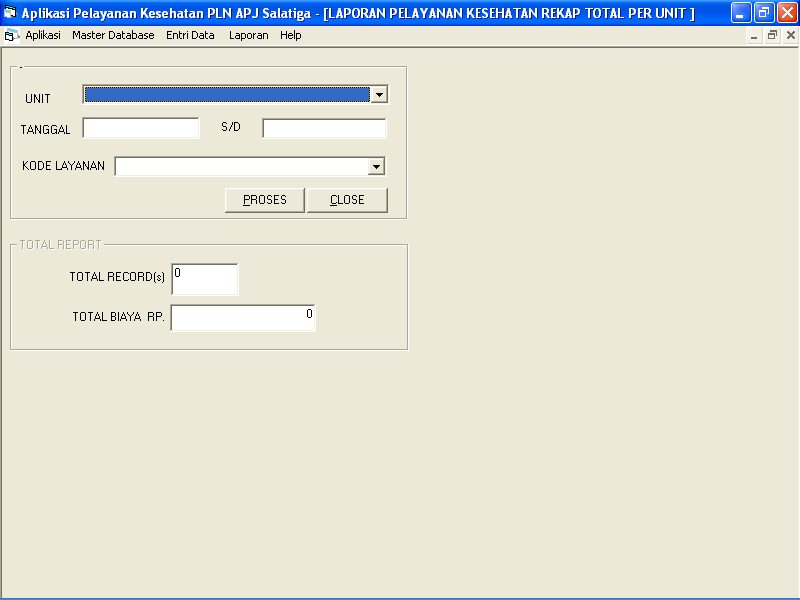 Aplikasi Pelayanan Kesehatan PLN APJ Salatiga - [LAPORAN PELAYANAN KESEHATAN REKAP TOTAL PER UNIT ]
Aplikasi Master Database Entri Data Laporan Help
.
UNIT
TANGGAL S/D
KODE LAYANAN
PROSES CLOSE
TOTAL REPORT
TOTAL RECORD(s) 0
TOTAL BIAYA RP. 0